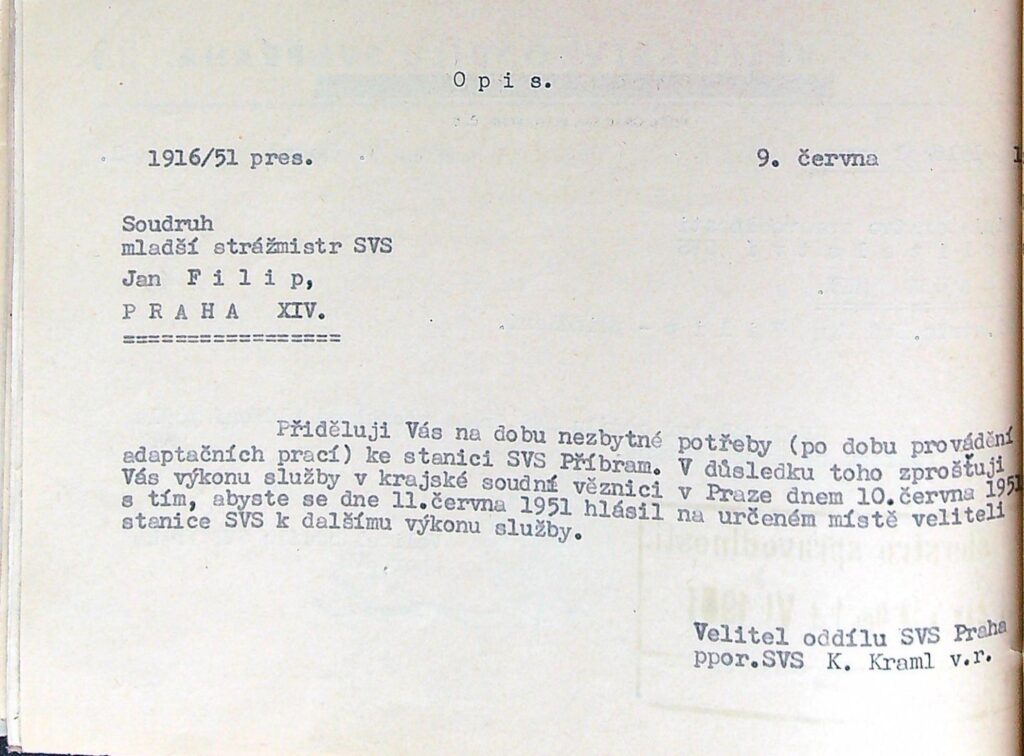 O p i s.
1916/51 pres. 9. června 1
Soudruh
mladší strážmistr SVS
Jan F i l i p,
P R A H A XIV.
=================
Přiděluji Vás na dobu nezbytné potřeby (po dobu provádění
adaptačních prací) ke stanici SVS Příbram. V důsledku toho zprošťuji
Vás výkonu služby v krajské soudní věznici v Praze dnem 10.června 1951
s tím, abyste se dne 11.června 1951 hlásil na určeném místě veliteli
stanice SVS k dalšímu výkonu služby.
Velitel oddílu SVS Praha
ppor.SVS K. Kraml v.r.